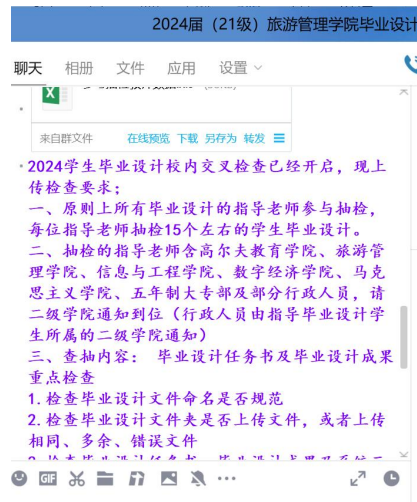 2024届（21级）旅游管理学院毕业设计
聊天 相册 文件 应用 设置
来自群文件 在线预览 下载 另存为 转发
2024学生毕业设计校内交叉检查已经开启，现上
传检查要求；
一、原则上所有毕业设计的指导老师参与抽检，
每位指导老师抽检15个左右的学生毕业设计。
二、抽检的指导老师含高尔夫教育学院、旅游管
理学院、信息与工程学院、数字经济学院、马克
思主义学院、五年制大专部及部分行政人员，请
二级学院通知到位（行政人员由指导毕业设计学
生所属的二级学院通知）
三、查抽内容： 毕业设计任务书及毕业设计成果
重点检查
1.检查毕业设计文件命名是否规范
2.检查毕业设计文件夹是否上传文件，或者上传
相同、多余、错误文件
GIF